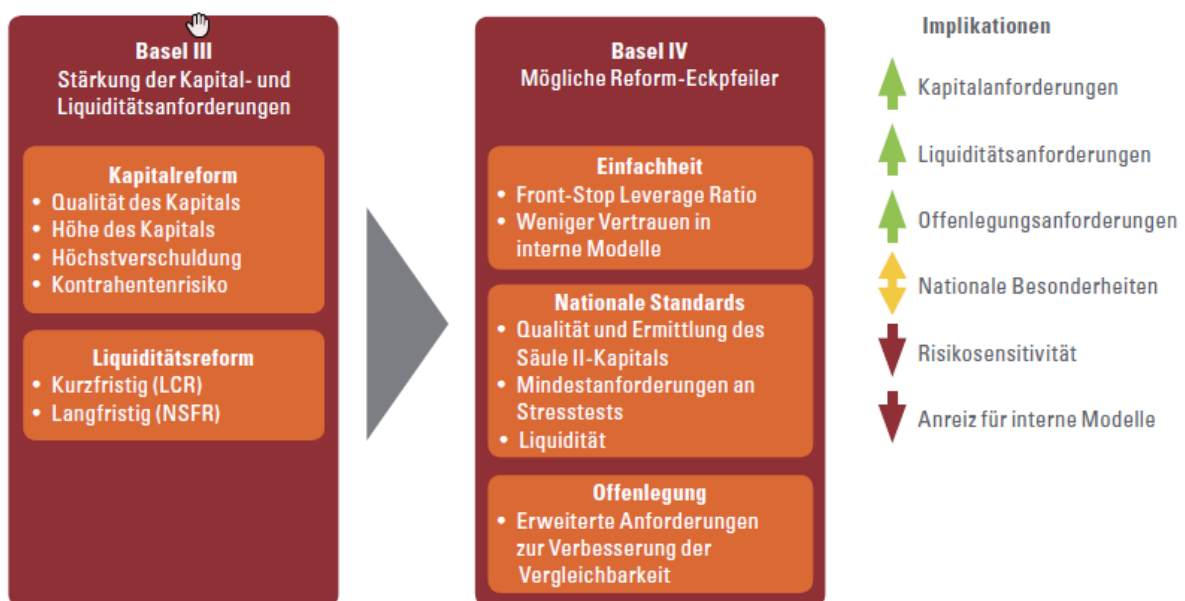 Basel III
Stärkung der Kapital- und
Liquiditätsanforderungen
Kapitalreform
• Qualität des Kapitals
• Höhe des Kapitals
• Höchstverschuldung
• Kontrahentenrisiko
Liquiditätsreform
• Kurzfristig (LCR)
• Langfristig (NSFR)
Basel IV
Mögliche Reform-Eckpfeiler
Einfachheit
• Front-Stop Leverage Ratio
• Weniger Vertrauen in
interne Modelle
Nationale Standards
• Qualität und Ermittlung des
Säule II-Kapitals
• Mindestanforderungen an
Stresstests
• Liquidität
Offenlegung
• Erweiterte Anforderungen
zur Verbesserung der
Vergleichbarkeit
Implikationen
Kapitalanforderungen
Liquiditätsanforderungen
Offenlegungsanforderungen
Nationale Besonderheiten
Risikosensitivität
Anreiz für interne Modelle